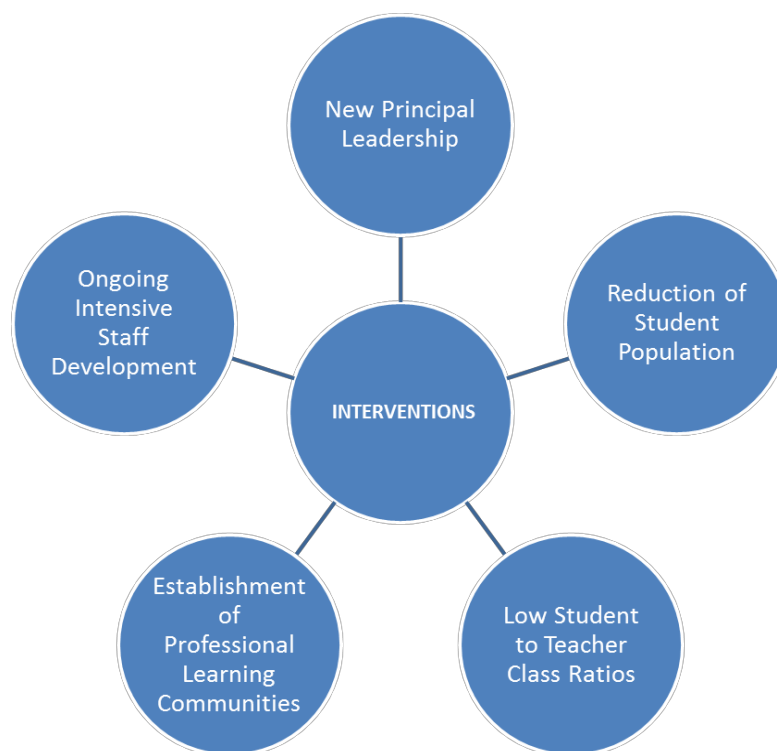 New Principal
Leadership
Ongoing
Intensive
Staff
Development
Reduction of
Student
Population
INTERVENTIONS
Establishment
of
Professional
Learning
Communities
Low Student
to Teacher
Class Ratios